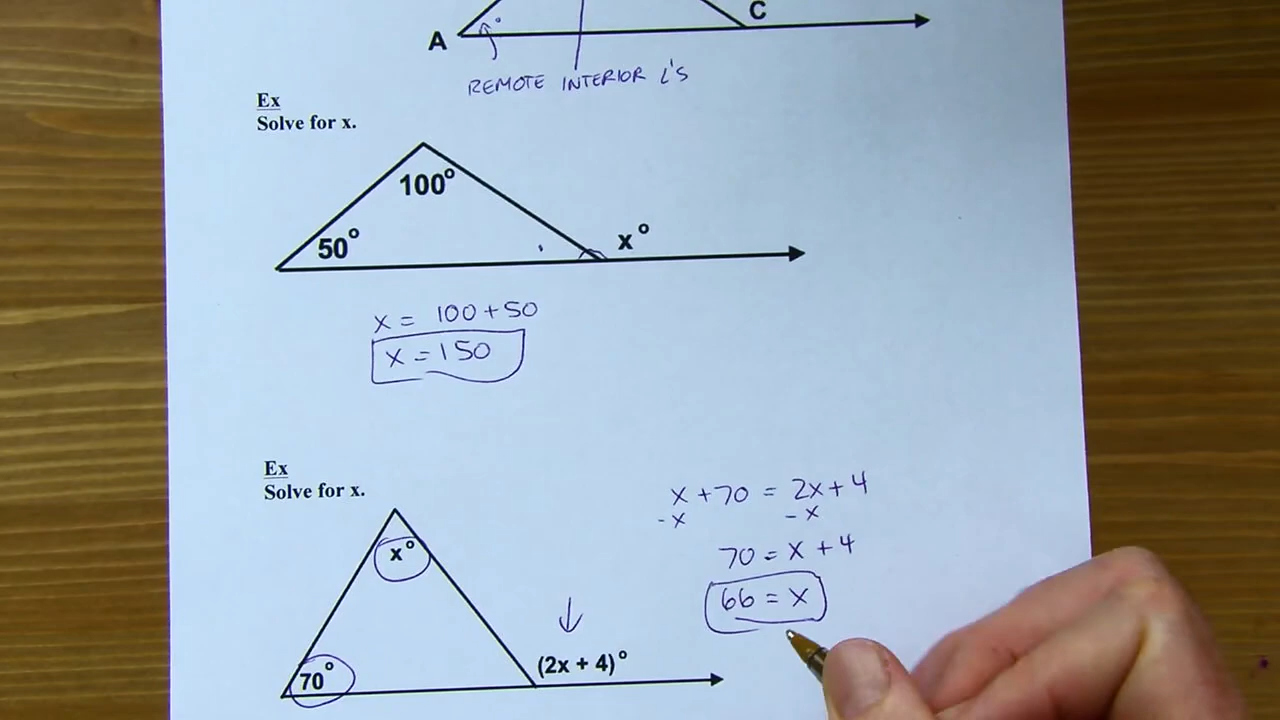 C
A
°
REMOTE INTERIOR ∠'S
Ex
Solve for x.
100°
50°
x°
x = 100 + 50
x = 150
Ex
Solve for x.
x + 70 = 2x + 4
- x - x
70 = x + 4
66 = x
x°
(2x + 4)°
70°